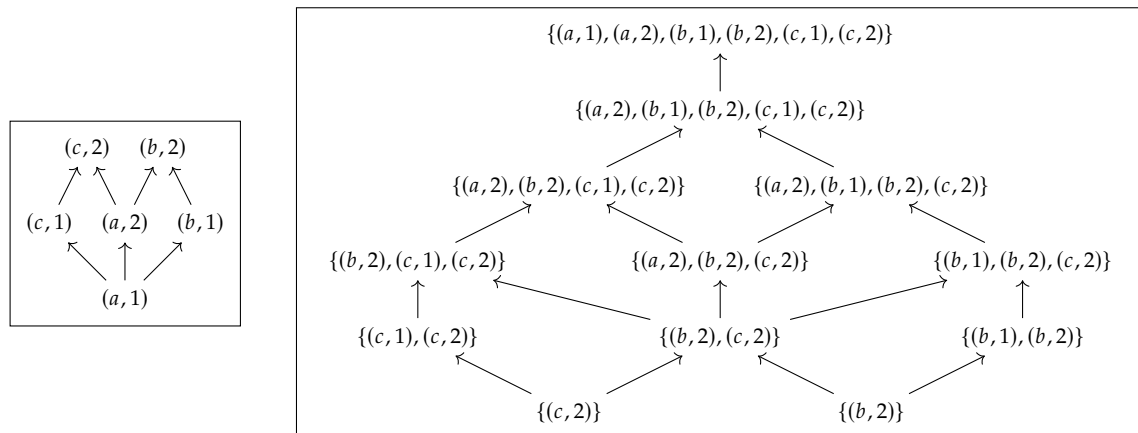 (c, 2) (b, 2)
(c, 1) (a, 2) (b, 1)
(a, 1)
{(a, 1), (a, 2), (b, 1), (b, 2), (c, 1), (c, 2)}
{(a, 2), (b, 1), (b, 2), (c, 1), (c, 2)}
{(a, 2), (b, 2), (c, 1), (c, 2)} {(a, 2), (b, 1), (b, 2), (c, 2)}
{(b, 2), (c, 1), (c, 2)} {(a, 2), (b, 2), (c, 2)} {(b, 1), (b, 2), (c, 2)}
{(c, 1), (c, 2)} {(b, 2), (c, 2)} {(b, 1), (b, 2)}
{(c, 2)} {(b, 2)}